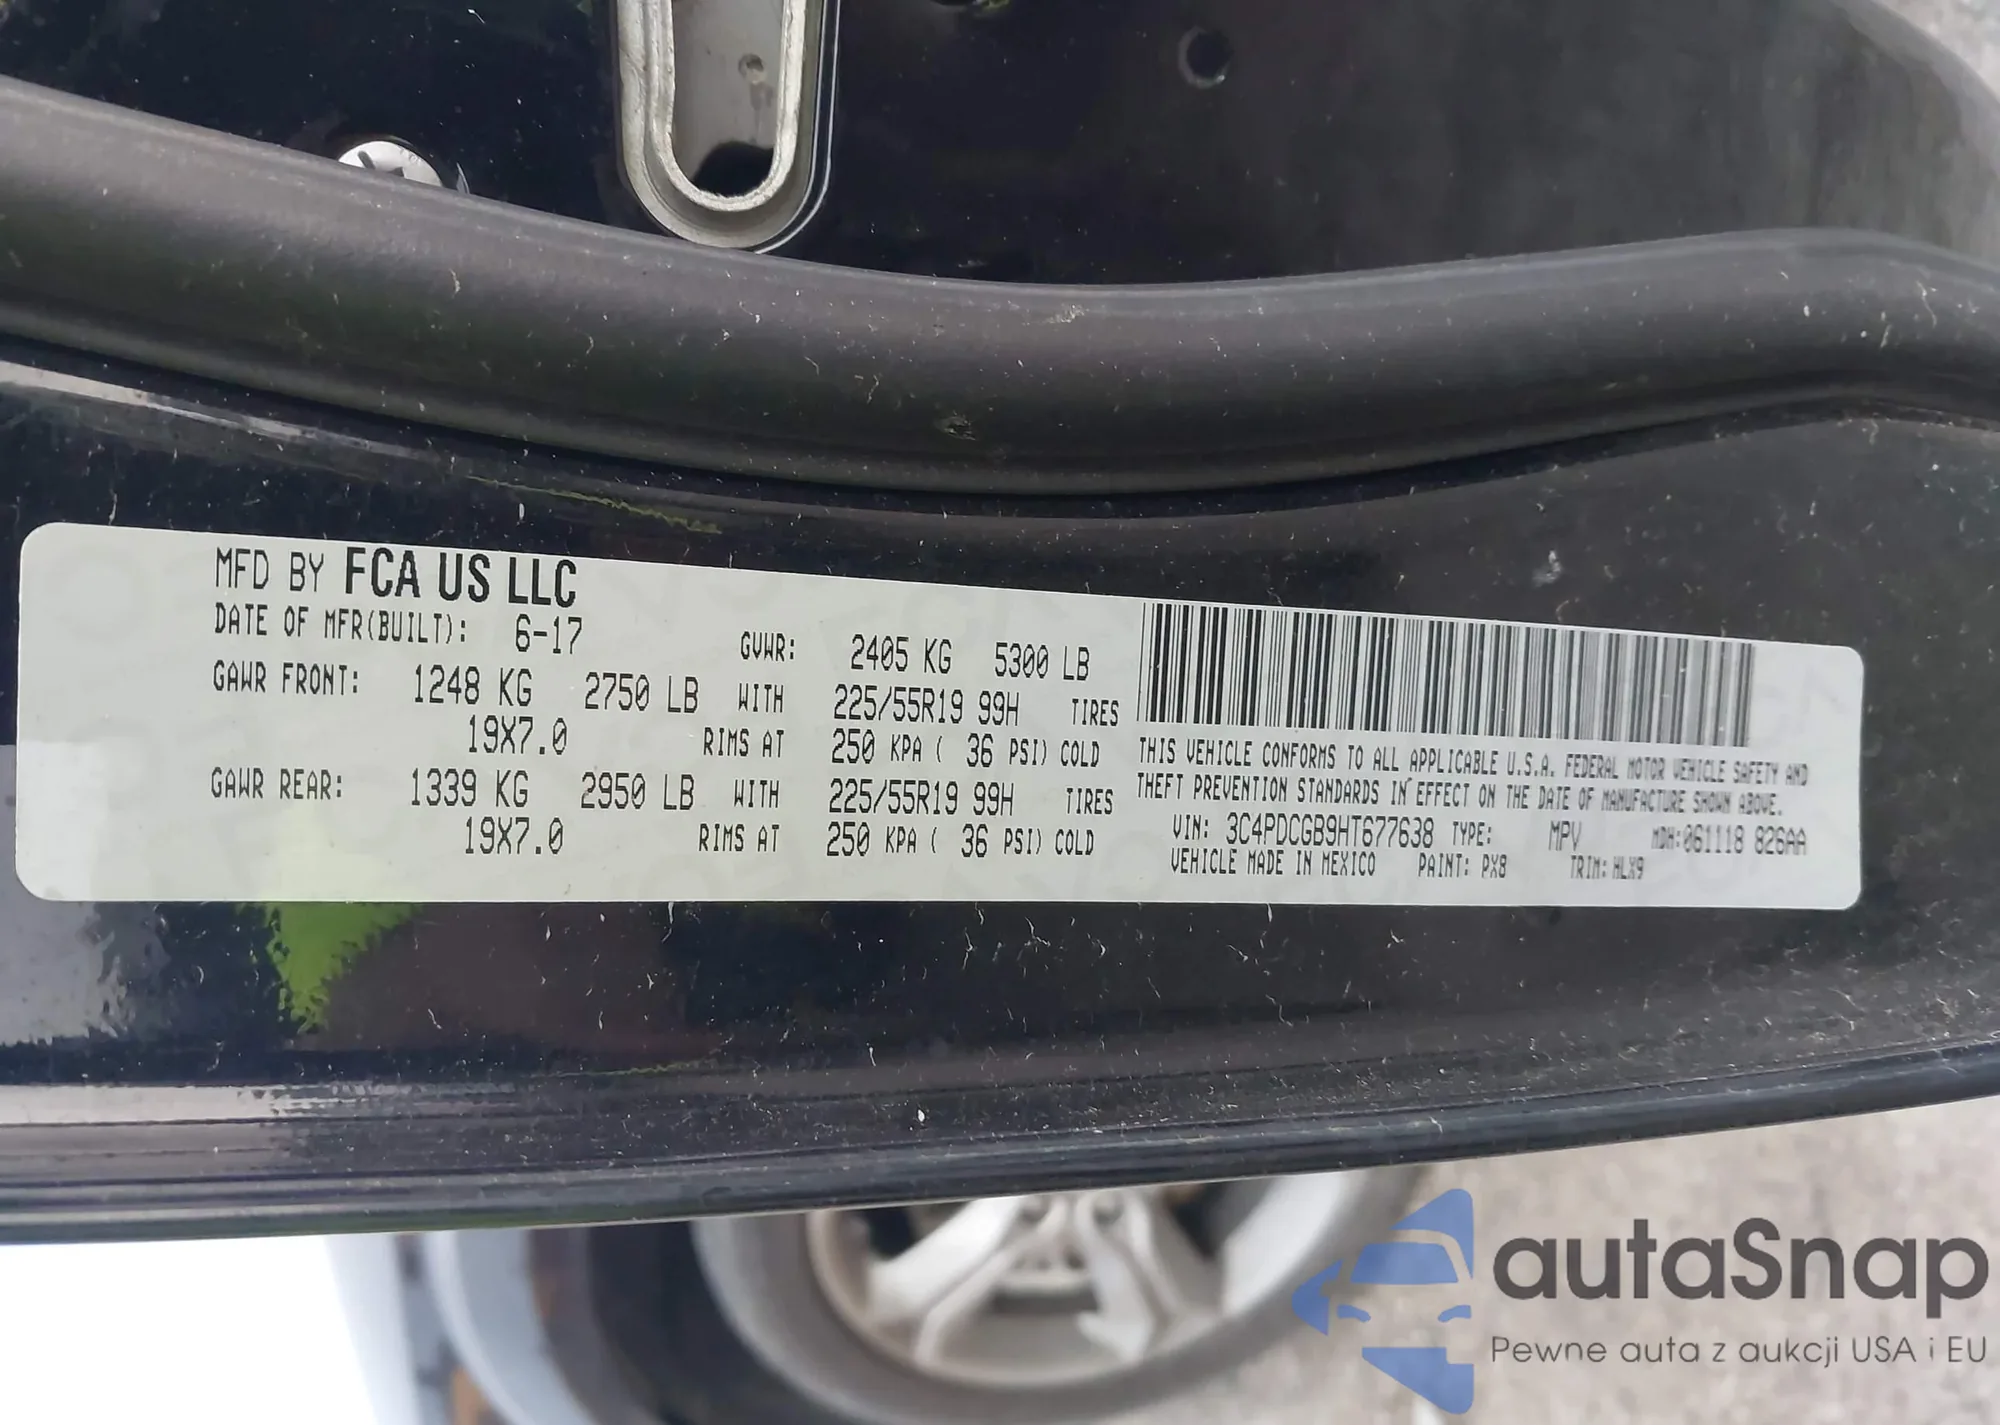 MFD BY FCA US LLC
DATE OF MFR(BUILT): 6-17 GVWR: 2405 KG 5300 LB
GAWR FRONT: 1248 KG 2750 LB WITH 225/55R19 99H TIRES
19X7.0 RIMS AT 250 KPA ( 36 PSI) COLD
GAWR REAR: 1339 KG 2950 LB WITH 225/55R19 99H TIRES
19X7.0 RIMS AT 250 KPA ( 36 PSI) COLD
THIS VEHICLE CONFORMS TO ALL APPLICABLE U.S.A. FEDERAL MOTOR VEHICLE SAFETY AND
THEFT PREVENTION STANDARDS IN EFFECT ON THE DATE OF MANUFACTURE SHOWN ABOVE.
VIN: 3C4PDCGB9HT677638 TYPE: MPV MDH:061118 826AA
VEHICLE MADE IN MEXICO PAINT: PX8 TRIM: HLX9
autaSnap
Pewne auta z aukcji USA i EU